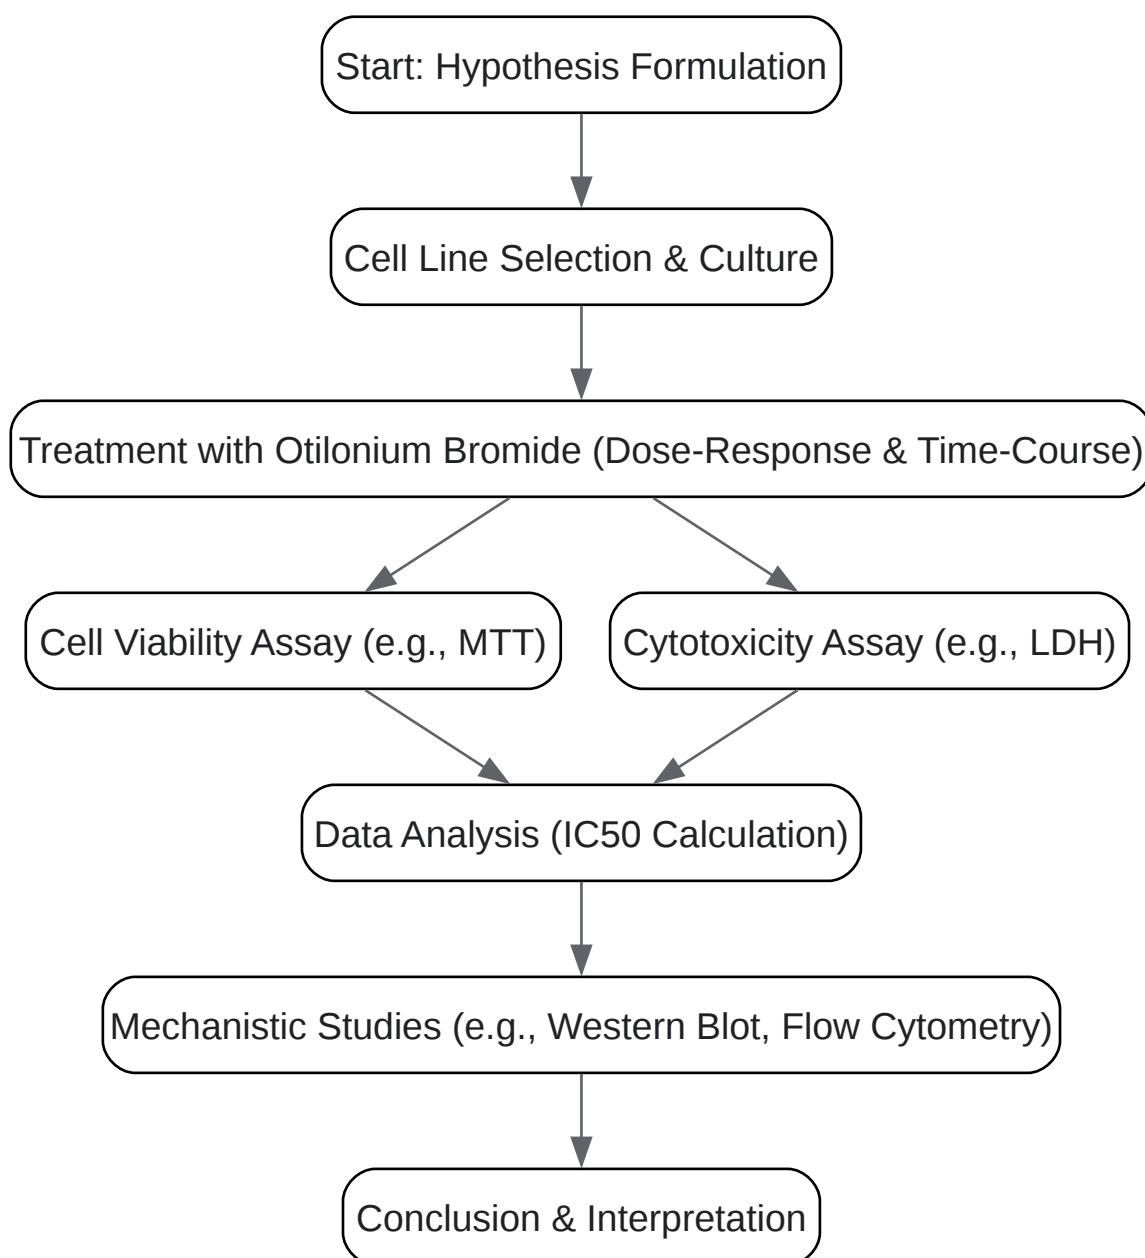 Start: Hypothesis Formulation
Cell Line Selection & Culture
Treatment with Otilonium Bromide (Dose-Response & Time-Course)
Cell Viability Assay (e.g., MTT)
Cytotoxicity Assay (e.g., LDH)
Data Analysis (IC50 Calculation)
Mechanistic Studies (e.g., Western Blot, Flow Cytometry)
Conclusion & Interpretation